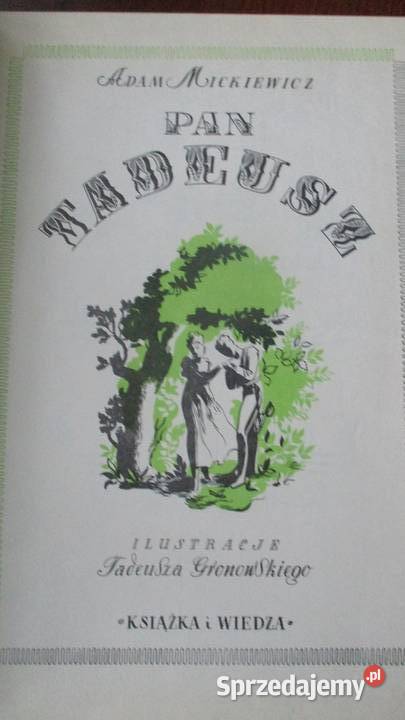 ADAM MICKIEWICZ
PAN
TADEUSZ
ILUSTRACJE
Tadeusza Gronowskiego
•KSIĄŻKA i WIEDZA•
Sprzedajemy.pl